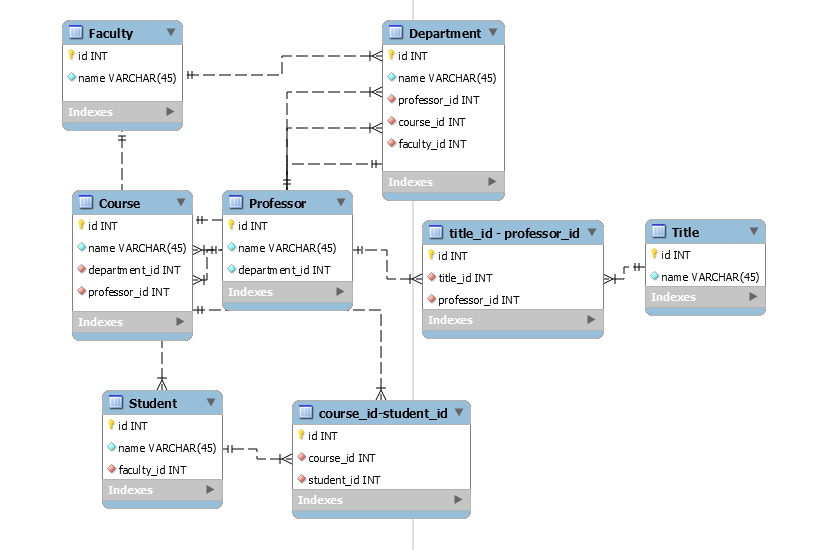 Faculty
id INT
name VARCHAR(45)
Indexes
Department
id INT
name VARCHAR(45)
professor_id INT
course_id INT
faculty_id INT
Indexes
Course
id INT
name VARCHAR(45)
department_id INT
professor_id INT
Indexes
Professor
id INT
name VARCHAR(45)
department_id INT
Indexes
title_id - professor_id
id INT
title_id INT
professor_id INT
Indexes
Title
id INT
name VARCHAR(45)
Indexes
Student
id INT
name VARCHAR(45)
faculty_id INT
Indexes
course_id-student_id
id INT
course_id INT
student_id INT
Indexes